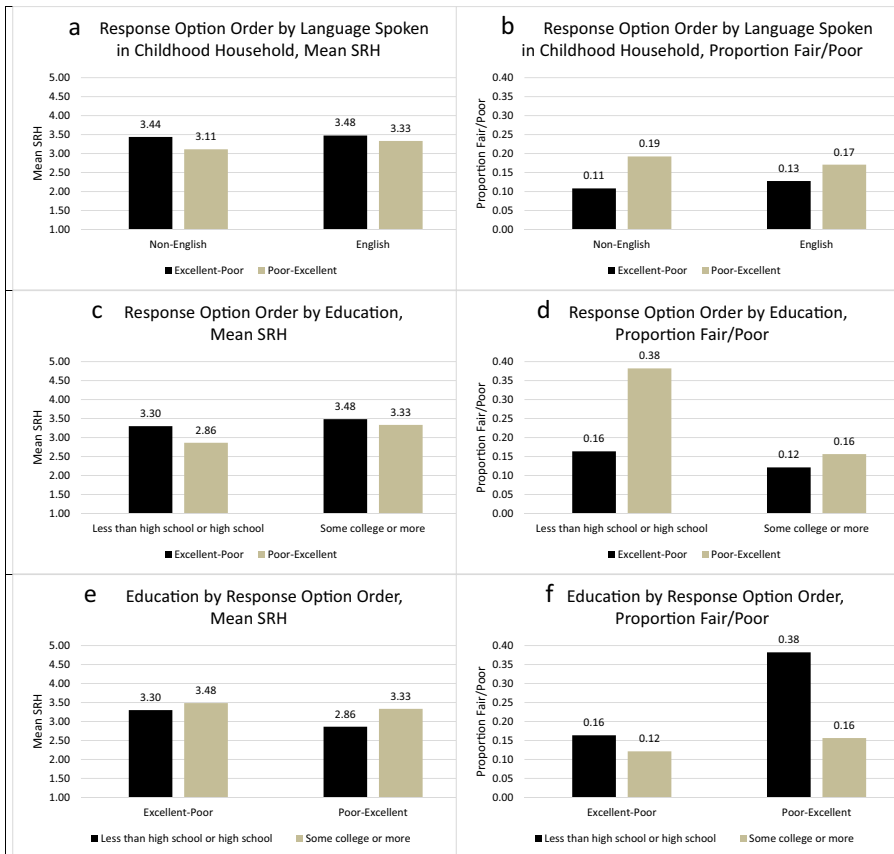 a Response Option Order by Language Spoken
in Childhood Household, Mean SRH
5.00
4.50
4.00
3.50
3.00
2.50
2.00
1.50
1.00
Mean SRH
3.44
3.11
3.48
3.33
Non-English English
Excellent-Poor Poor-Excellent
b Response Option Order by Language Spoken
in Childhood Household, Proportion Fair/Poor
0.40
0.35
0.30
0.25
0.20
0.15
0.10
0.05
0.00
Proportion Fair/Poor
0.11
0.19
0.13
0.17
Non-English English
Excellent-Poor Poor-Excellent
c Response Option Order by Education,
Mean SRH
5.00
4.50
4.00
3.50
3.00
2.50
2.00
1.50
1.00
Mean SRH
3.30
2.86
3.48
3.33
Less than high school or high school Some college or more
Excellent-Poor Poor-Excellent
d Response Option Order by Education,
Proportion Fair/Poor
0.40
0.35
0.30
0.25
0.20
0.15
0.10
0.05
0.00
Proportion Fair/Poor
0.16
0.38
0.12
0.16
Less than high school or high school Some college or more
Excellent-Poor Poor-Excellent
e Education by Response Option Order,
Mean SRH
5.00
4.50
4.00
3.50
3.00
2.50
2.00
1.50
1.00
Mean SRH
3.30
3.48
2.86
3.33
Excellent-Poor Poor-Excellent
Less than high school or high school Some college or more
f Education by Response Option Order,
Proportion Fair/Poor
0.40
0.35
0.30
0.25
0.20
0.15
0.10
0.05
0.00
Proportion Fair/Poor
0.16
0.12
0.38
0.16
Excellent-Poor Poor-Excellent
Less than high school or high school Some college or more